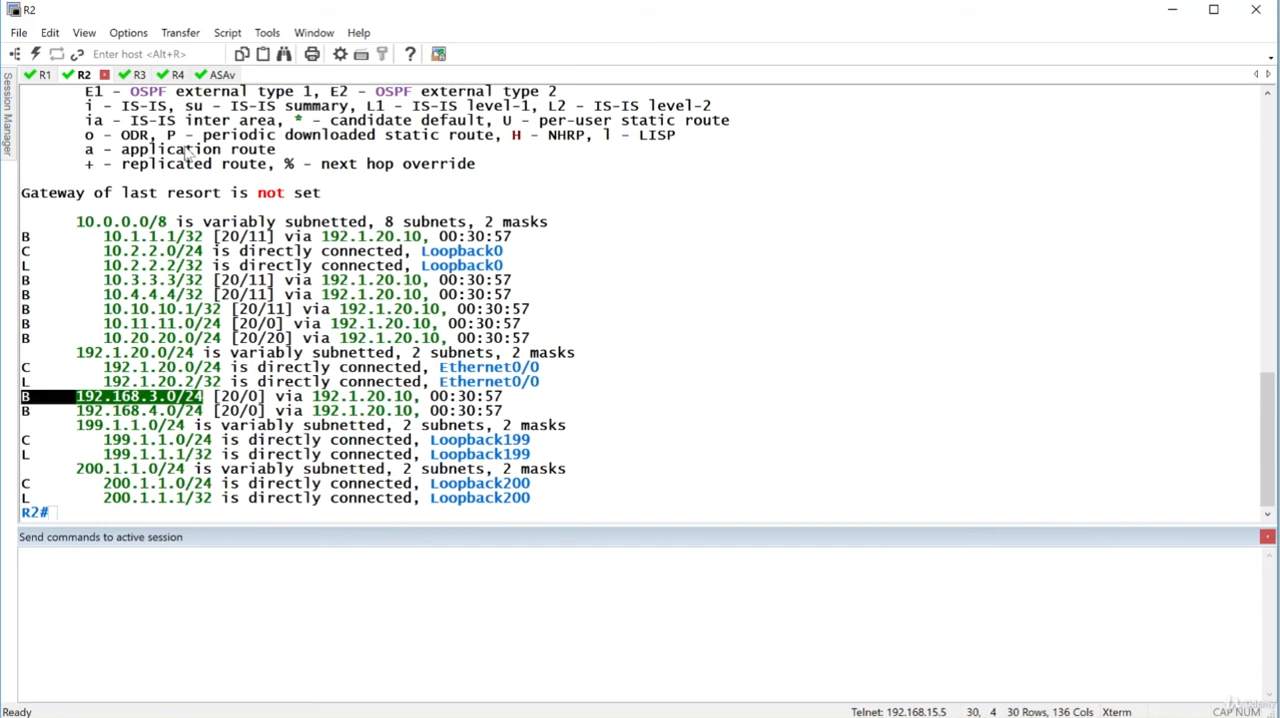 R2
File Edit View Options Transfer Script Tools Window Help
Enter host <Alt+R>
R1 R2 R3 R4 ASAv
Session Manager
E1 - OSPF external type 1, E2 - OSPF external type 2
i - IS-IS, su - IS-IS summary, L1 - IS-IS level-1, L2 - IS-IS level-2
ia - IS-IS inter area, * - candidate default, U - per-user static route
o - ODR, P - periodic downloaded static route, H - NHRP, l - LISP
a - application route
+ - replicated route, % - next hop override
Gateway of last resort is not set
10.0.0.0/8 is variably subnetted, 8 subnets, 2 masks
B 10.1.1.1/32 [20/11] via 192.1.20.10, 00:30:57
C 10.2.2.0/24 is directly connected, Loopback0
L 10.2.2.2/32 is directly connected, Loopback0
B 10.3.3.3/32 [20/11] via 192.1.20.10, 00:30:57
B 10.4.4.4/32 [20/11] via 192.1.20.10, 00:30:57
B 10.10.10.1/32 [20/11] via 192.1.20.10, 00:30:57
B 10.11.11.0/24 [20/0] via 192.1.20.10, 00:30:57
B 10.20.20.0/24 [20/20] via 192.1.20.10, 00:30:57
192.1.20.0/24 is variably subnetted, 2 subnets, 2 masks
C 192.1.20.0/24 is directly connected, Ethernet0/0
L 192.1.20.2/32 is directly connected, Ethernet0/0
B 192.168.3.0/24 [20/0] via 192.1.20.10, 00:30:57
B 192.168.4.0/24 [20/0] via 192.1.20.10, 00:30:57
199.1.1.0/24 is variably subnetted, 2 subnets, 2 masks
C 199.1.1.0/24 is directly connected, Loopback199
L 199.1.1.1/32 is directly connected, Loopback199
200.1.1.0/24 is variably subnetted, 2 subnets, 2 masks
C 200.1.1.0/24 is directly connected, Loopback200
L 200.1.1.1/32 is directly connected, Loopback200
R2#
Send commands to active session
Ready Telnet: 192.168.15.5 30, 4 30 Rows, 136 Cols Xterm CAP NUM